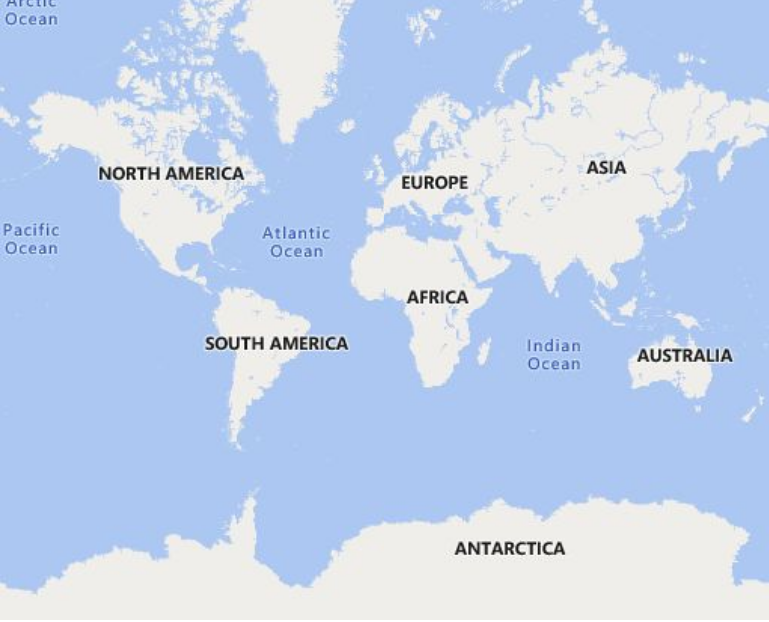 Arctic
Ocean
NORTH AMERICA
EUROPE
ASIA
Pacific
Ocean
Atlantic
Ocean
AFRICA
SOUTH AMERICA
Indian
Ocean
AUSTRALIA
ANTARCTICA